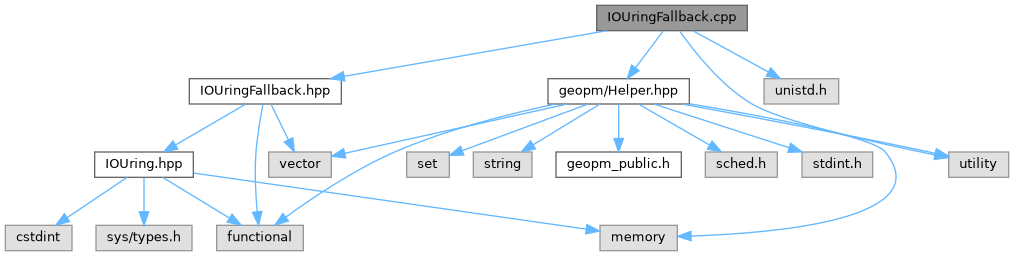 IOUringFallback.cpp
IOUringFallback.hpp
geopm/Helper.hpp
unistd.h
IOUring.hpp
vector
set
string
geopm_public.h
sched.h
stdint.h
utility
cstdint
sys/types.h
functional
memory